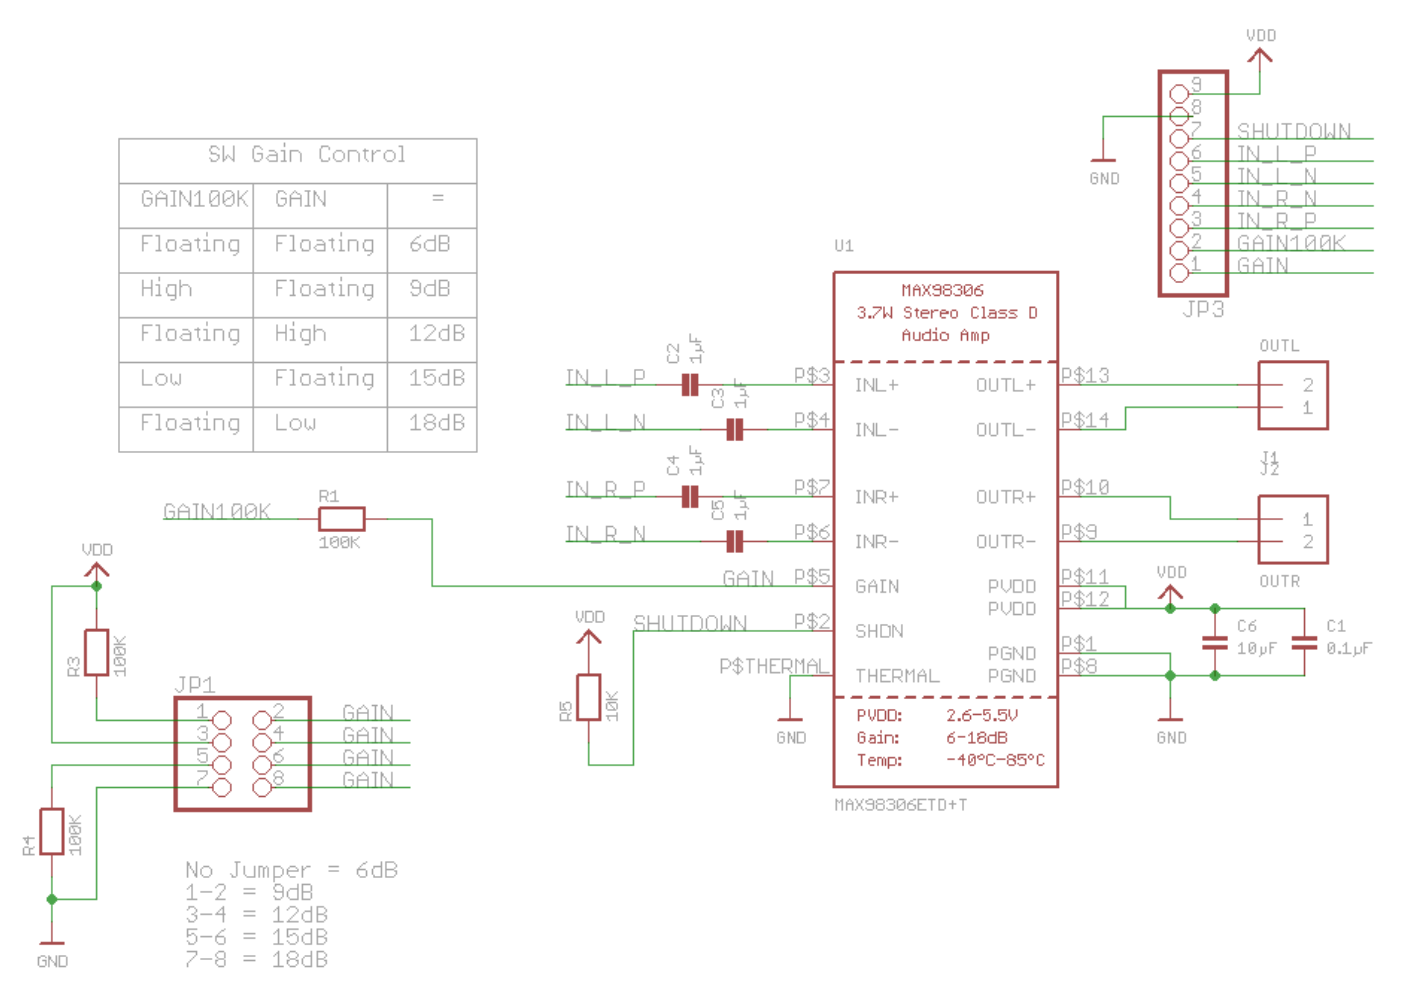 VDD
9
8
7 SHUTDOWN
6 IN_L_P
5 IN_L_N
4 IN_R_N
3 IN_R_P
2 GAIN100K
1 GAIN
GND
JP3
SW Gain Control
GAIN100K GAIN =
Floating Floating 6dB
High Floating 9dB
Floating High 12dB
Low Floating 15dB
Floating Low 18dB
U1
MAX98306
3.7W Stereo Class D
Audio Amp
IN_L_P C2 1µF P$3 INL+ OUTL+ P$13
IN_L_N C3 1µF P$4 INL- OUTL- P$14
IN_R_P C4 1µF P$7 INR+ OUTR+ P$10
IN_R_N C5 1µF P$6 INR- OUTR- P$9
GAIN P$5 GAIN PVDD P$11
PVDD P$12
SHUTDOWN P$2 SHDN
PGND P$1
P$THERMAL THERMAL PGND P$8
PVDD: 2.6-5.5V
Gain: 6-18dB
Temp: -40°C-85°C
MAX98306ETD+T
OUTL
2
1
J1
J2
1
2
OUTR
VDD
C6
10µF
C1
0.1µF
GND
GAIN100K
R1
100K
VDD
R3
100K
VDD
R5
10K
GND
JP1
1 2 GAIN
3 4 GAIN
5 6 GAIN
7 8 GAIN
R4
100K
GND
No Jumper = 6dB
1-2 = 9dB
3-4 = 12dB
5-6 = 15dB
7-8 = 18dB